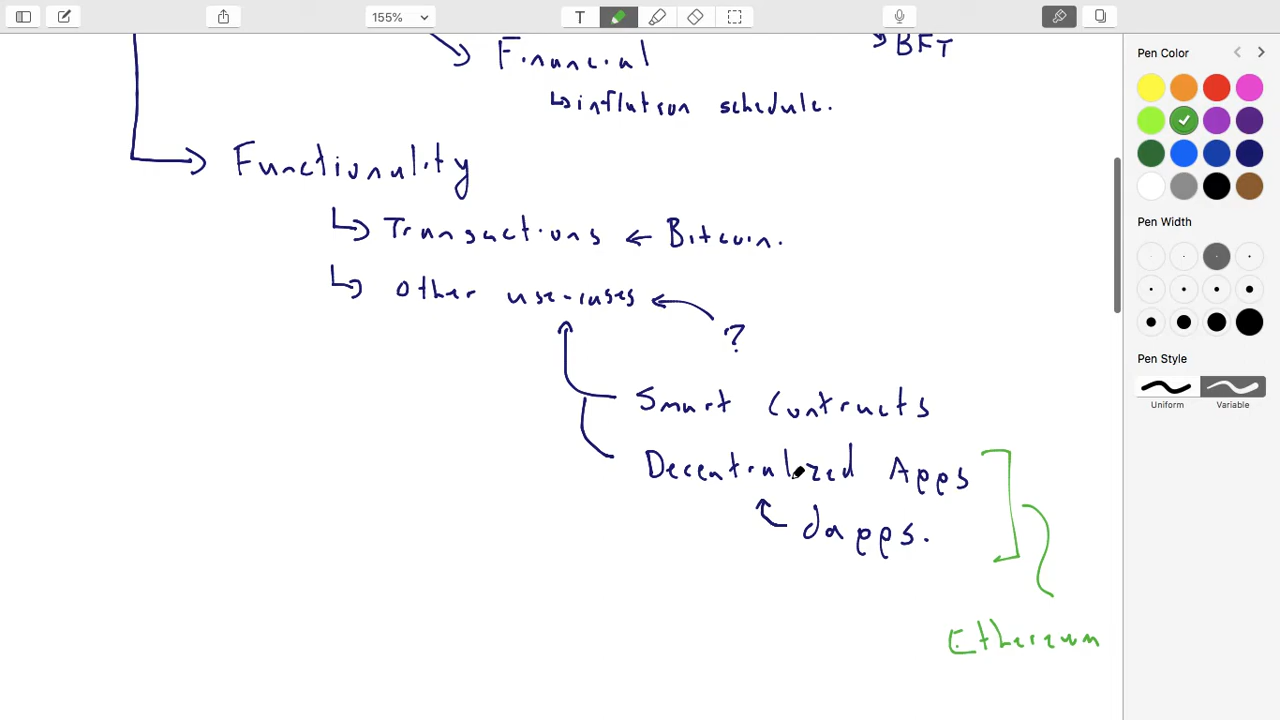 155%
T
Financial
BFT
inflation schedule.
Functionality
Transactions ← Bitcoin.
Other use-cases
?
Smart Contracts
Decentralized Apps
dapps.
Ethereum
Pen Color
Pen Width
Pen Style
Uniform
Variable